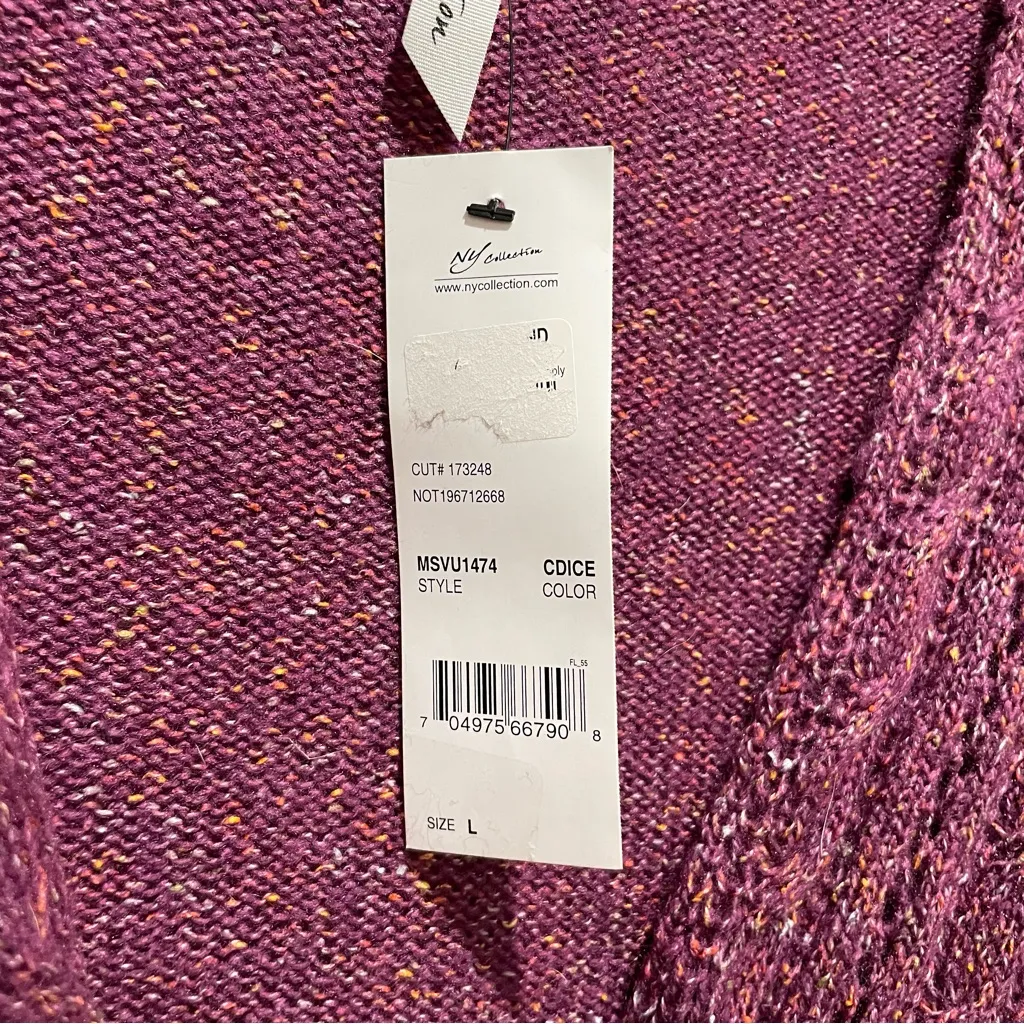 NY Collection
www.nycollection.com
CUT# 173248
NOT196712668
MSVU1474 CDICE
STYLE COLOR
FL_55
7 04975 66790 8
SIZE L